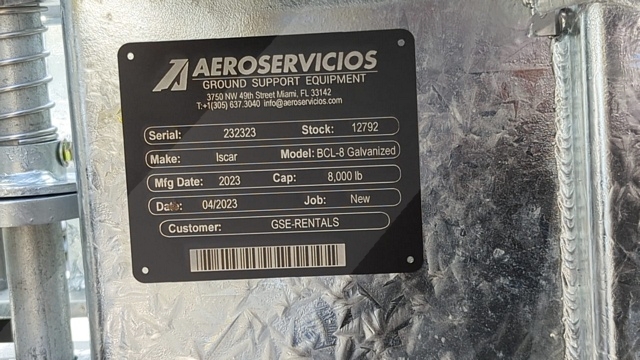 AEROSERVICIOS
GROUND SUPPORT EQUIPMENT
3750 NW 49th Street Miami, FL 33142
T:+1(305) 637.3040 info@aeroservicios.com
Serial: 232323 Stock: 12792
Make: Iscar Model: BCL-8 Galvanized
Mfg Date: 2023 Cap: 8,000 lb
Date: 04/2023 Job: New
Customer: GSE-RENTALS